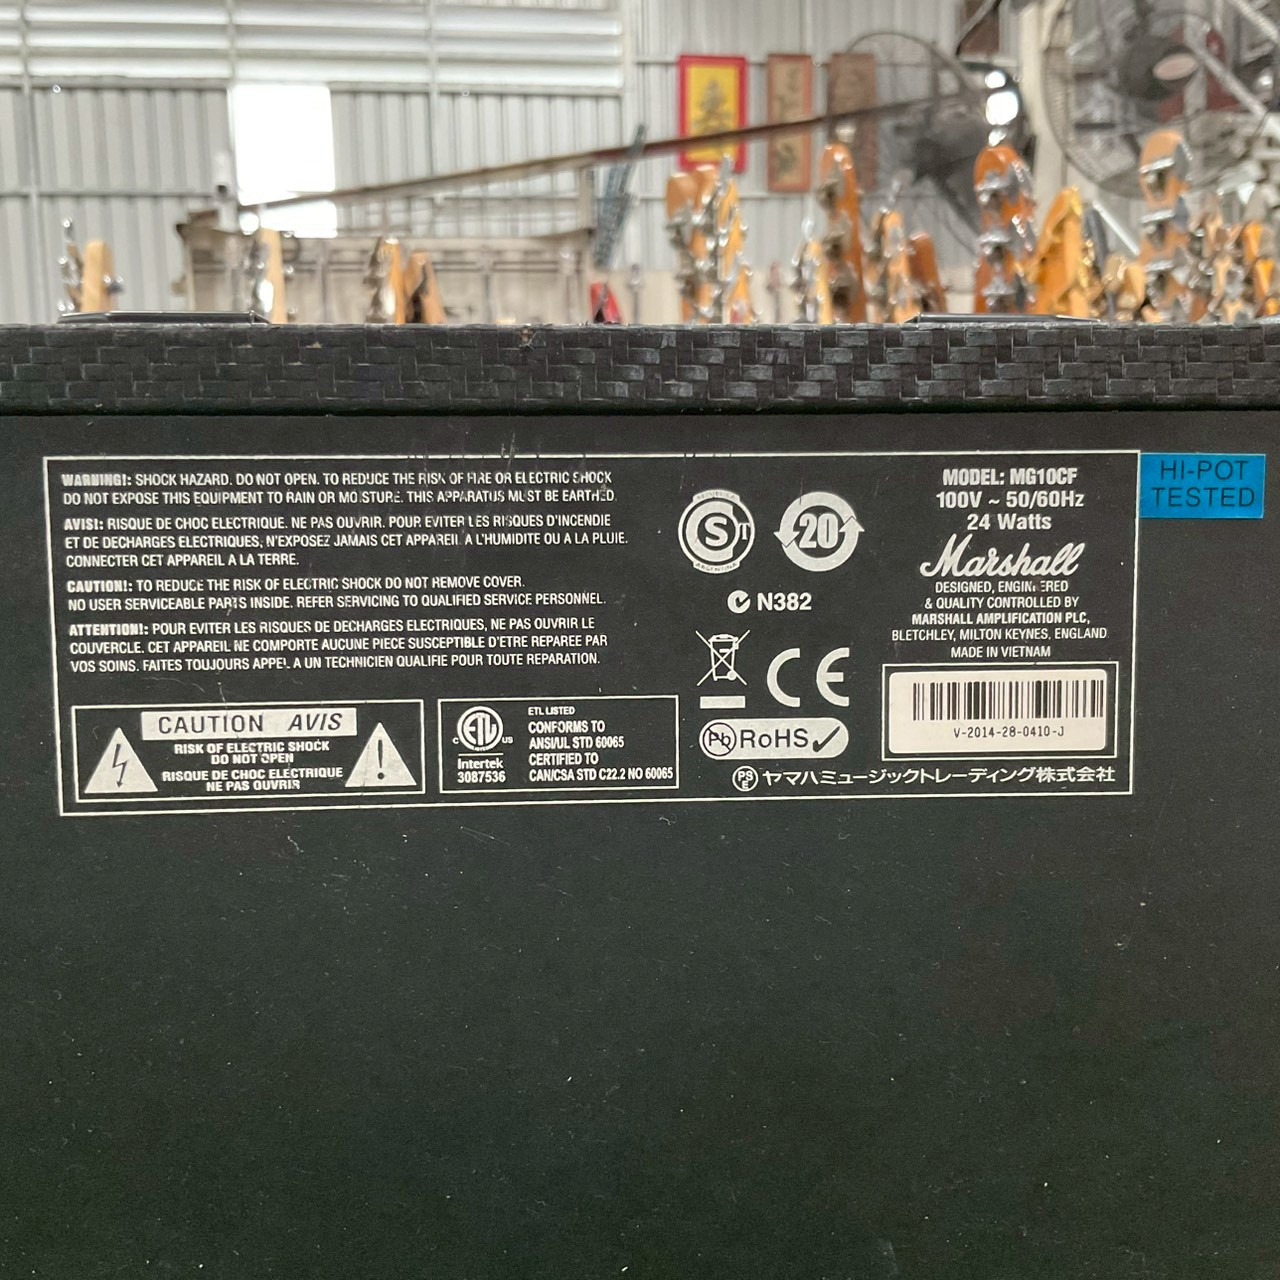 WARNING!: SHOCK HAZARD. DO NOT OPEN. TO REDUCE THE RISK OF FIRE OR ELECTRIC SHOCK
DO NOT EXPOSE THIS EQUIPMENT TO RAIN OR MOISTURE. THIS APPARATUS MUST BE EARTHED.
AVIS!: RISQUE DE CHOC ELECTRIQUE. NE PAS OUVRIR. POUR EVITER LES RISQUES D'INCENDIE
ET DE DECHARGES ELECTRIQUES, N'EXPOSEZ JAMAIS CET APPAREIL A L'HUMIDITE OU A LA PLUIE.
CONNECTER CET APPAREIL A LA TERRE.
CAUTION!: TO REDUCE THE RISK OF ELECTRIC SHOCK DO NOT REMOVE COVER.
NO USER SERVICEABLE PARTS INSIDE. REFER SERVICING TO QUALIFIED SERVICE PERSONNEL.
ATTENTION!: POUR EVITER LES RISQUES DE DECHARGES ELECTRIQUES, NE PAS OUVRIR LE
COUVERCLE. CET APPAREIL NE COMPORTE AUCUNE PIECE SUSCEPTIBLE D'ETRE REPAREE PAR
VOS SOINS. FAITES TOUJOURS APPEL A UN TECHNICIEN QUALIFIE POUR TOUTE REPARATION.
CAUTION AVIS
RISK OF ELECTRIC SHOCK
DO NOT OPEN
RISQUE DE CHOC ELECTRIQUE
NE PAS OUVRIR
ETL
C US
Intertek
3087536
ETL LISTED
CONFORMS TO
ANSI/UL STD 60065
CERTIFIED TO
CAN/CSA STD C22.2 NO 60065
S T
ARGENTINA
20
N382
CE
Pb RoHS
MODEL: MG10CF
100V ~ 50/60Hz
24 Watts
Marshall
DESIGNED, ENGINEERED
& QUALITY CONTROLLED BY
MARSHALL AMPLIFICATION PLC,
BLETCHLEY, MILTON KEYNES, ENGLAND
MADE IN VIETNAM
V-2014-28-0410-J
PSE ヤマハミュージックトレーディング株式会社
HI-POT
TESTED